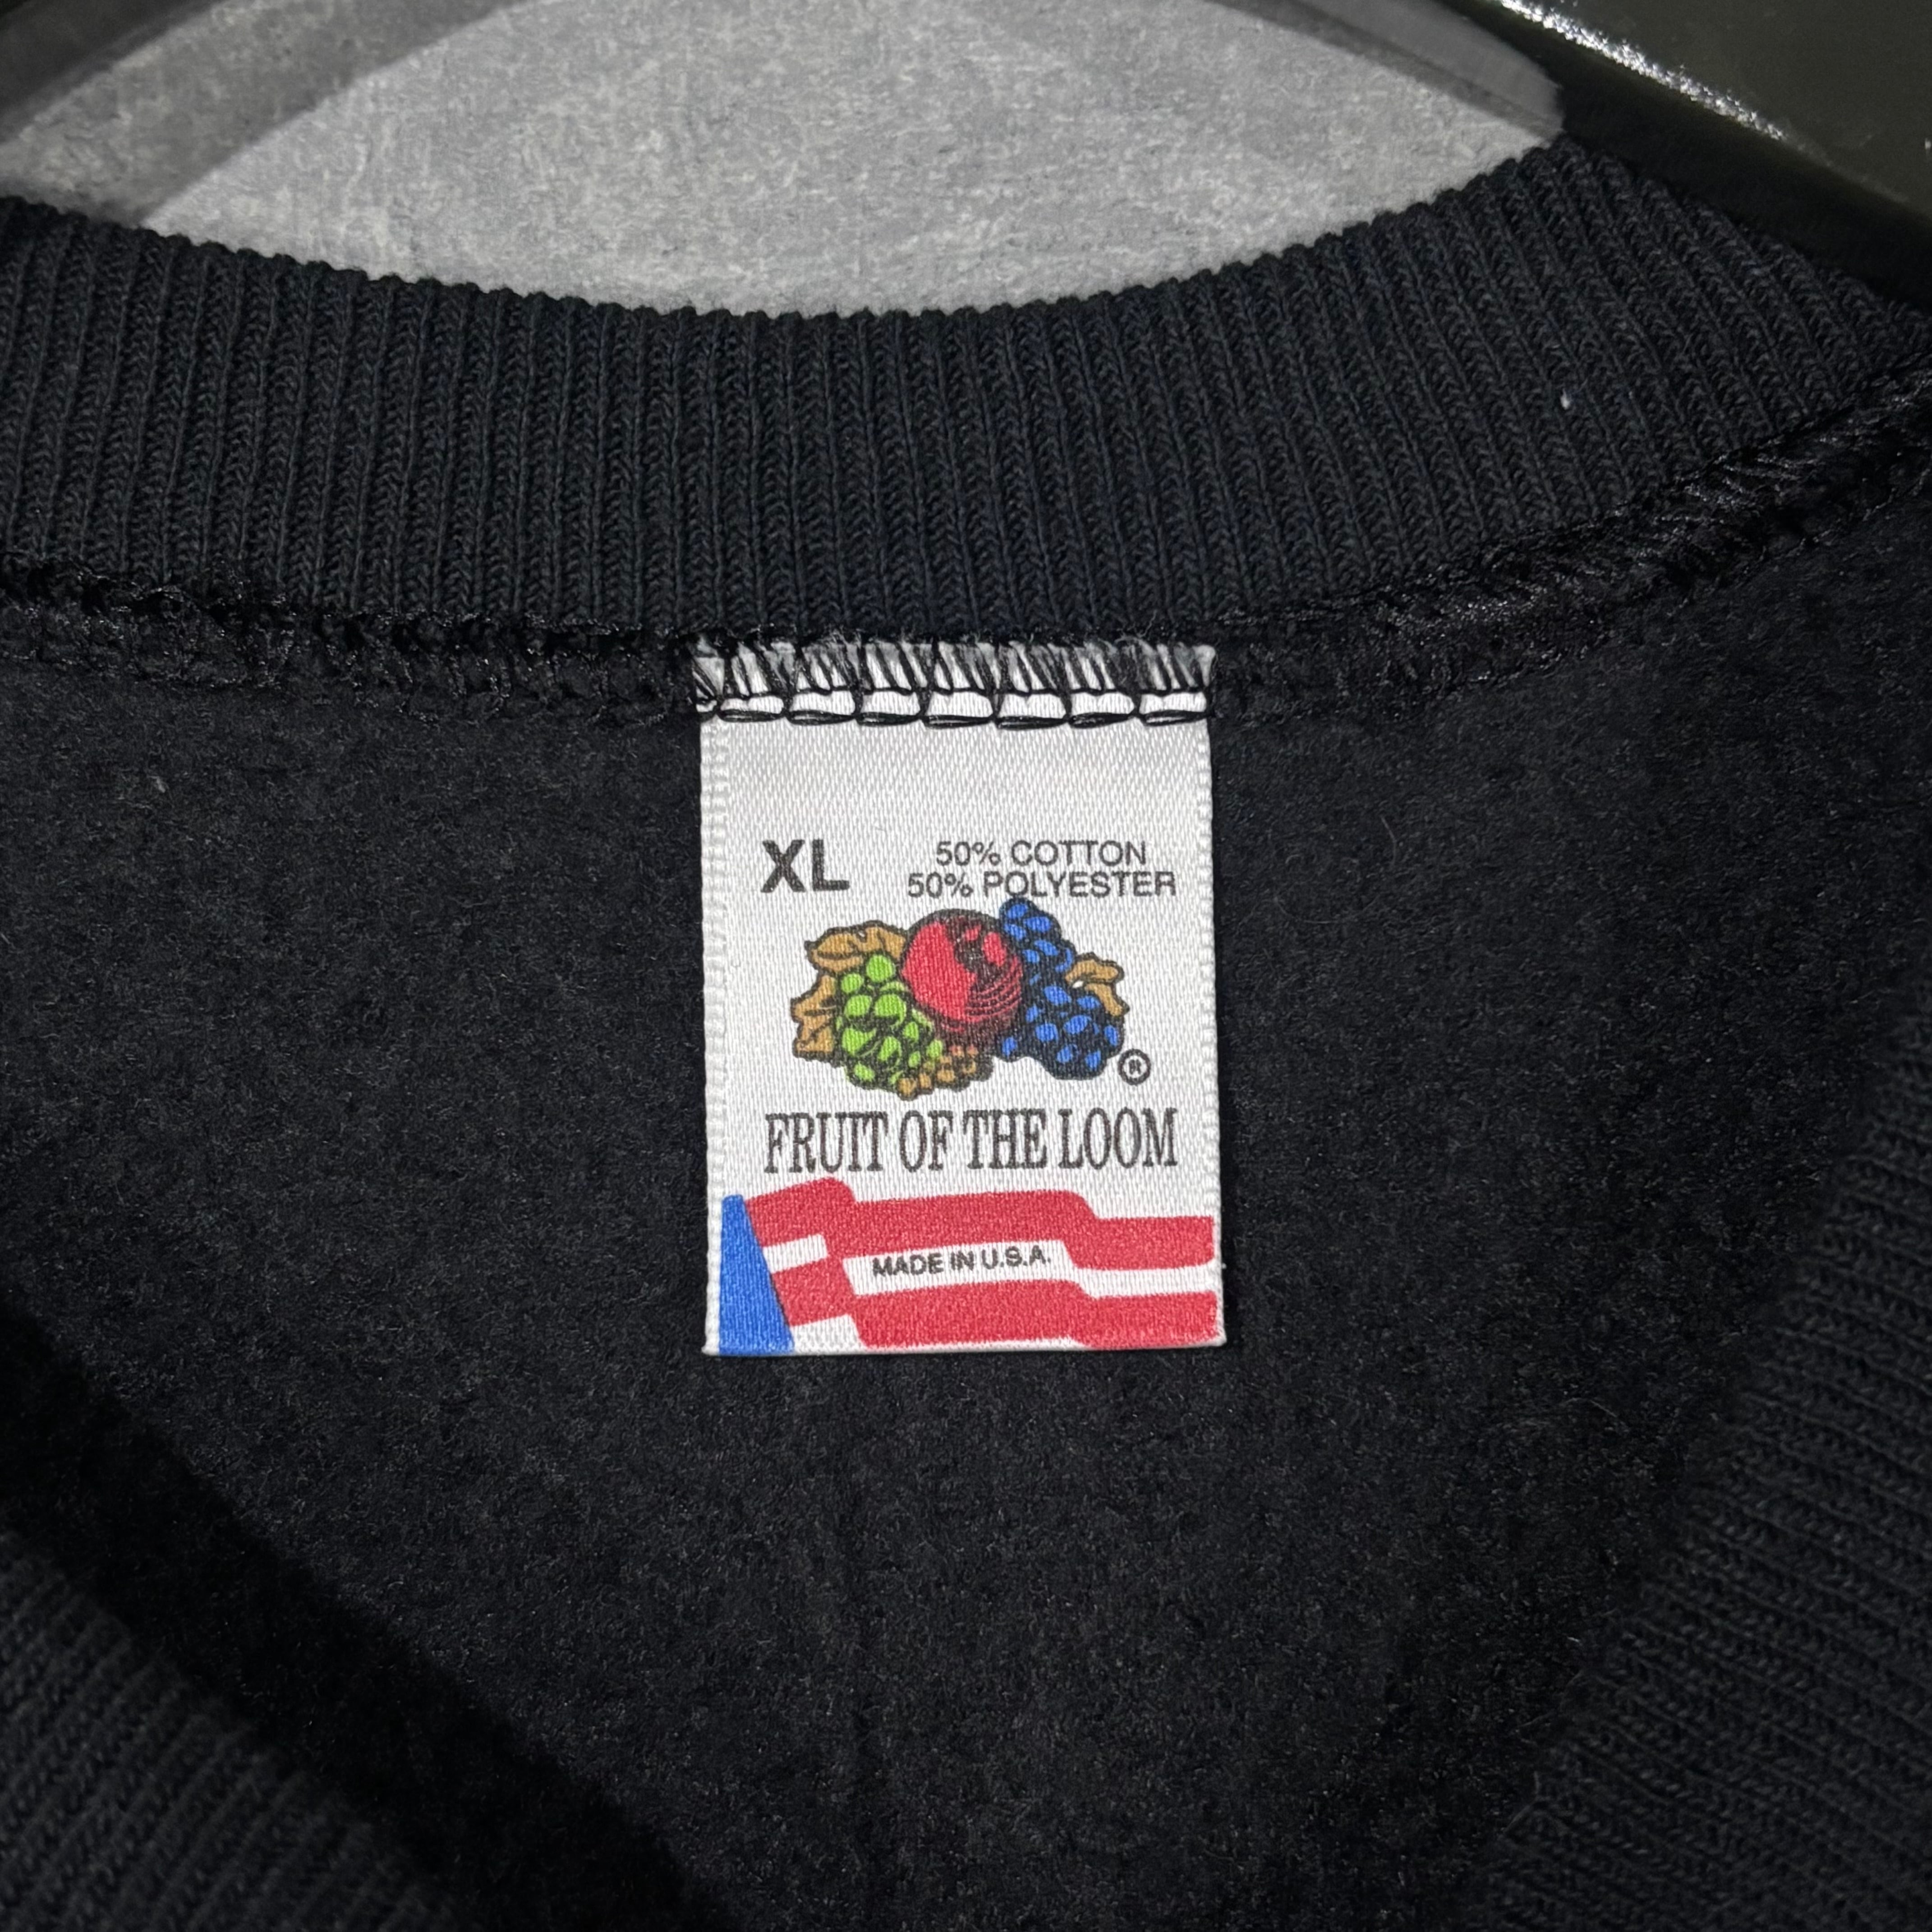 XL
50% COTTON
50% POLYESTER
®
FRUIT OF THE LOOM
MADE IN U.S.A.